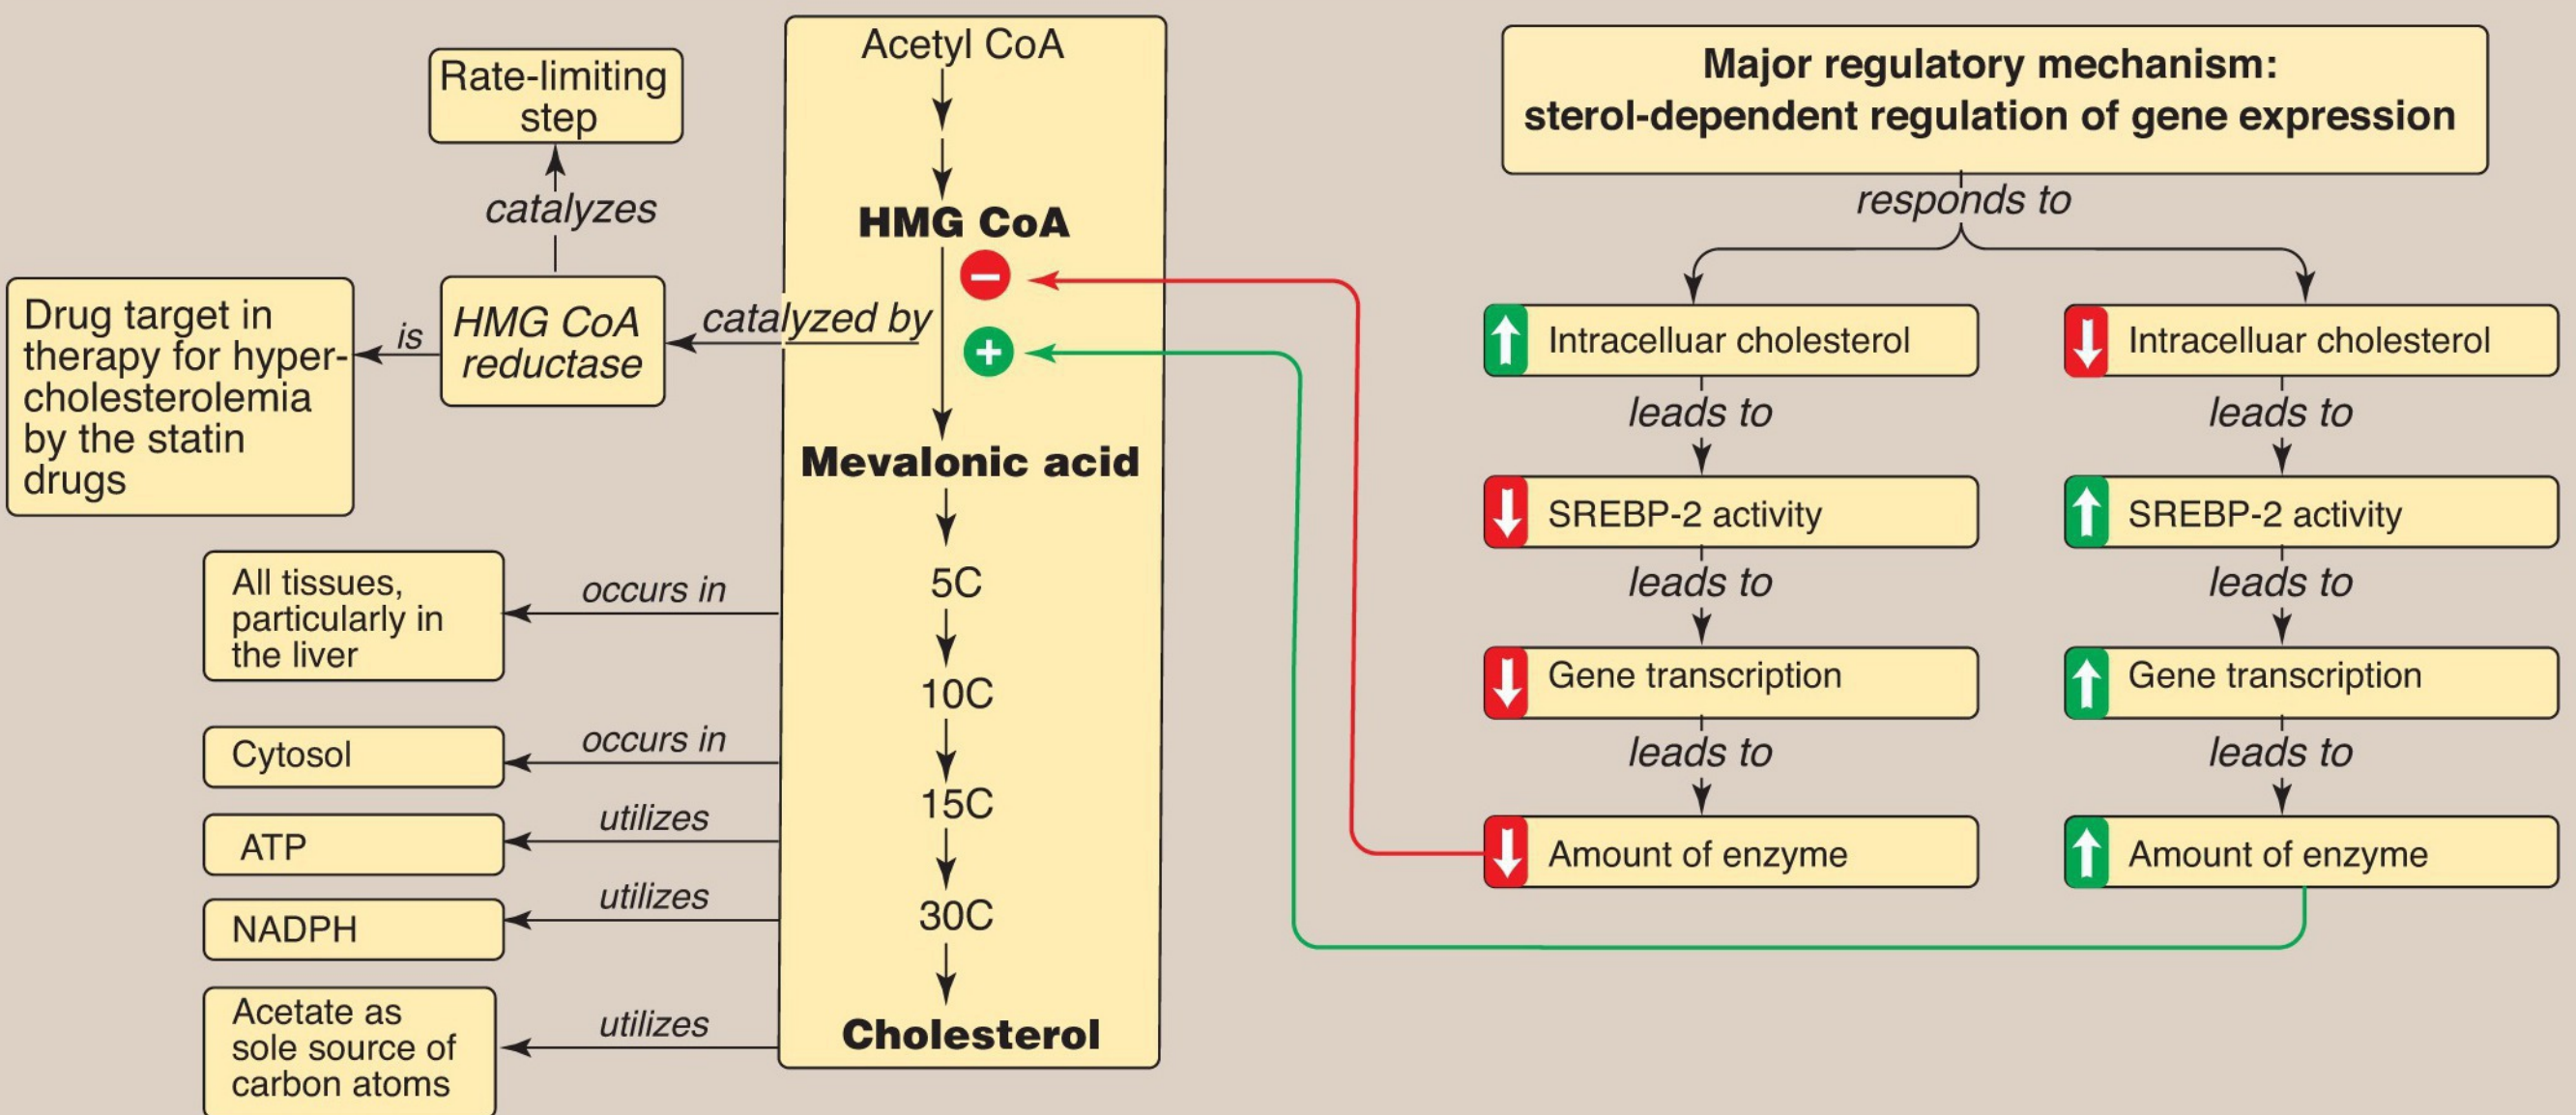 Acetyl CoA
HMG CoA
Mevalonic acid
5C
10C
15C
30C
Cholesterol
Rate-limiting
step
catalyzes
HMG CoA
reductase
catalyzed by
is
Drug target in
therapy for hyper-
cholesterolemia
by the statin
drugs
occurs in
All tissues,
particularly in
the liver
occurs in
Cytosol
utilizes
ATP
utilizes
NADPH
utilizes
Acetate as
sole source of
carbon atoms
−
+
Major regulatory mechanism:
sterol-dependent regulation of gene expression
responds to
Intracelluar cholesterol
leads to
SREBP-2 activity
leads to
Gene transcription
leads to
Amount of enzyme
Intracelluar cholesterol
leads to
SREBP-2 activity
leads to
Gene transcription
leads to
Amount of enzyme